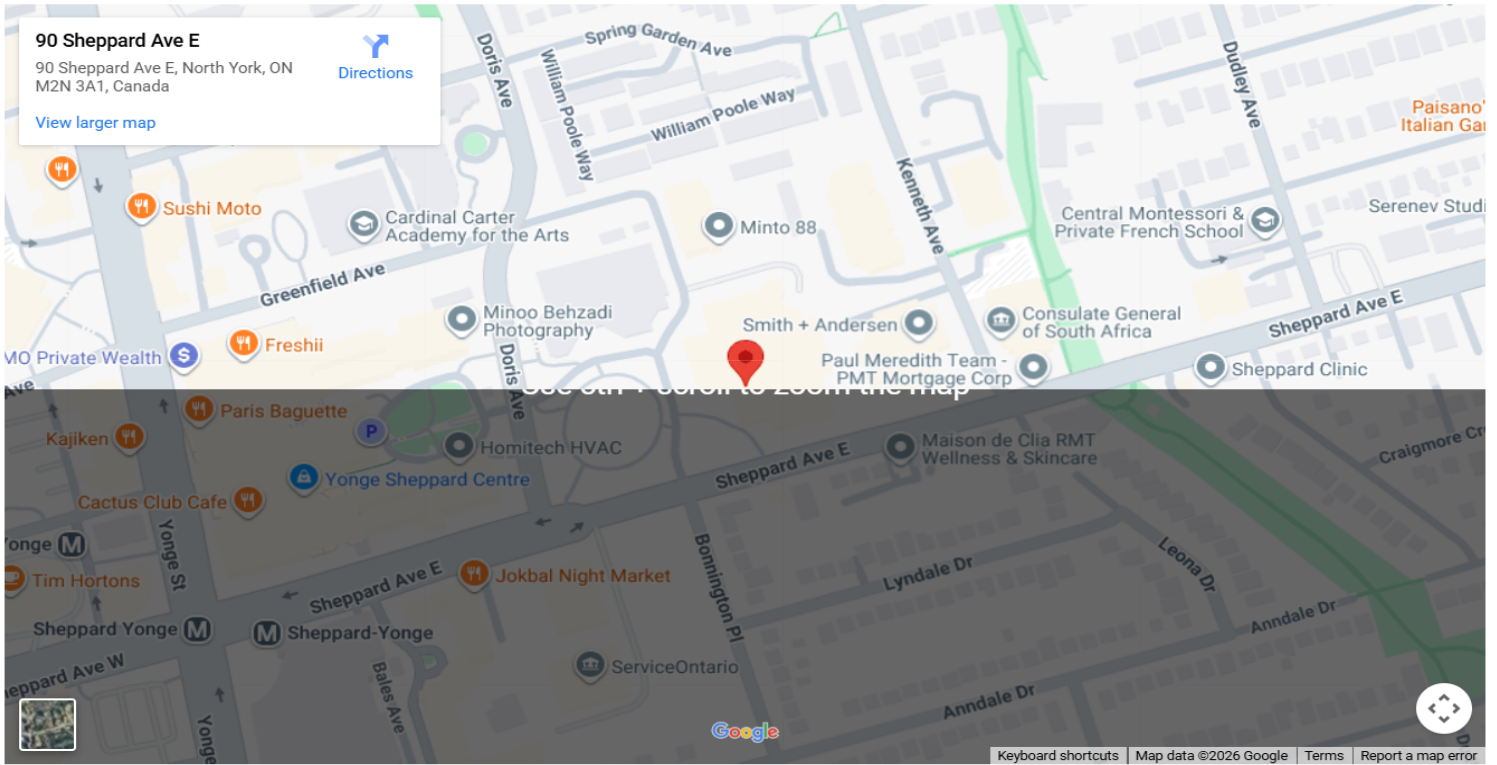 90 Sheppard Ave E
90 Sheppard Ave E, North York, ON
M2N 3A1, Canada
Directions
View larger map
Spring Garden Ave
Doris Ave
William Poole Way
William Poole Way
Dudley Ave
Paisano'
Italian Gar
Sushi Moto
Cardinal Carter
Academy for the Arts
Minto 88
Kenneth Ave
Central Montessori &
Private French School
Serenev Studi
Greenfield Ave
Minoo Behzadi
Photography
Smith + Andersen
Consulate General
of South Africa
Sheppard Ave E
MO Private Wealth
$
Freshii
Doris Ave
Paul Meredith Team -
PMT Mortgage Corp
Sheppard Clinic
Ave
scroll to zoom the map
Paris Baguette
Kajiken
P
Homitech HVAC
Sheppard Ave E
Maison de Clia RMT
Wellness & Skincare
Craigmore Cr
Yonge Sheppard Centre
Cactus Club Cafe
Yonge St
Yonge M
Tim Hortons
Sheppard Ave E
Jokbal Night Market
Bonnington Pl
Lyndale Dr
Leona Dr
Anndale Dr
Sheppard Yonge M
M Sheppard-Yonge
heppard Ave W
Bales Ave
ServiceOntario
Anndale Dr
Yonge
Google
Keyboard shortcuts
Map data ©2026 Google
Terms
Report a map error